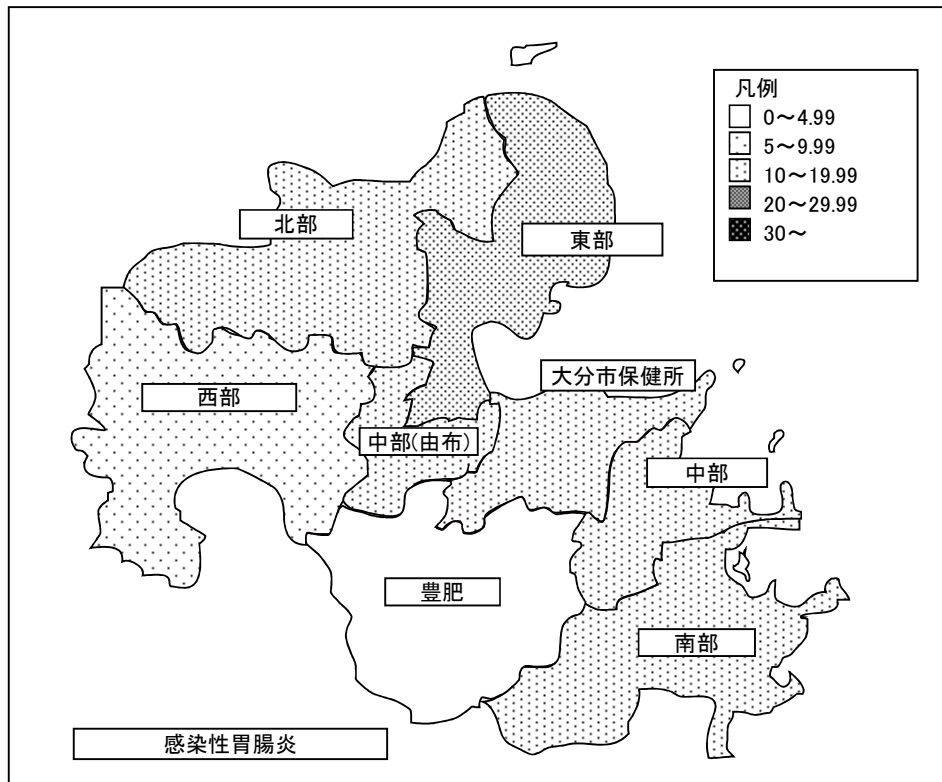 凡例
0～4.99
5～9.99
10～19.99
20～29.99
30～
北部
東部
大分市保健所
西部
中部(由布)
中部
豊肥
南部
感染性胃腸炎